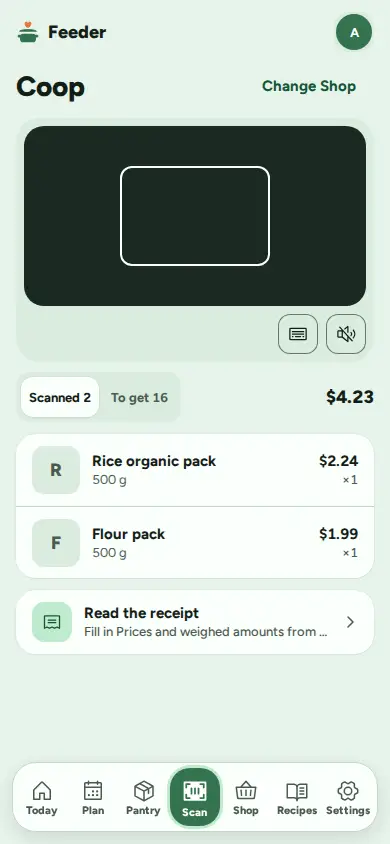 Feeder
A
Coop
Change Shop
Scanned 2
To get 16
$4.23
R
Rice organic pack
$2.24
500 g
×1
F
Flour pack
$1.99
500 g
×1
Read the receipt
Fill in Prices and weighed amounts from ...
Today
Plan
Pantry
Scan
Shop
Recipes
Settings